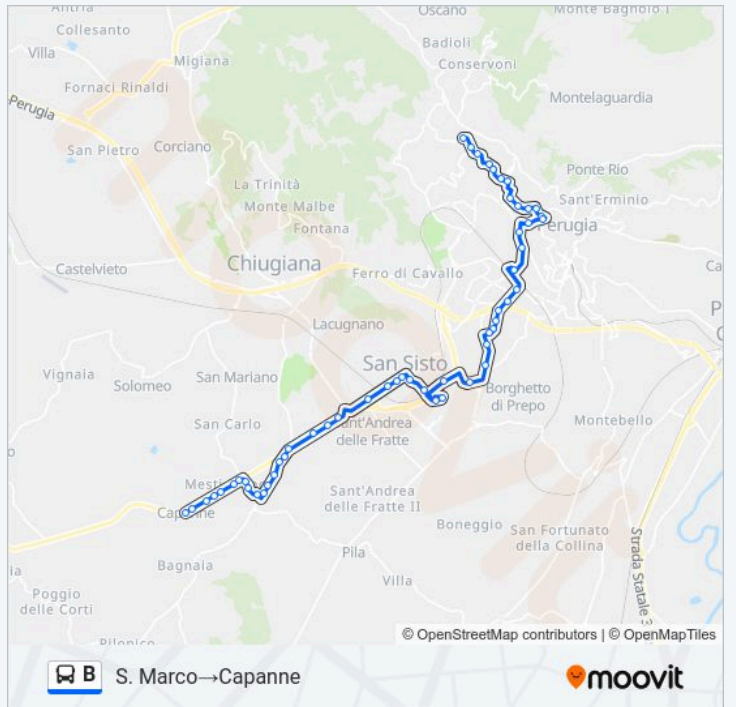 Attria
Collesanto
Villa
Migiana
Oscano
Monte Bagnolo I
Badioli
Conservoni
Fornaci Rinaldi
Perugia
Montelaguardia
San Pietro
Corciano
Ponte Rio
La Trinità
Sant'Erminio
Monte Malbe
Fontana
Perugia
Chiugiana
Castelvieto
Ferro di Cavallo
Ca
P
Lacugnano
San Sisto
Vignaia
Solomeo
San Mariano
Borghetto
di Prepo
San Carlo
Sant'Andrea
delle Fratte
Montebello
Mesti
Capanne
Sant'Andrea
delle Fratte II
Boneggio
San Fortunato
della Collina
Strada Statale 3
Bagnaia
Pila
Villa
ia
Poggio
delle Corti
Pilonico
© OpenStreetMap contributors | © OpenMapTiles
B S. Marco→Capanne
moovit